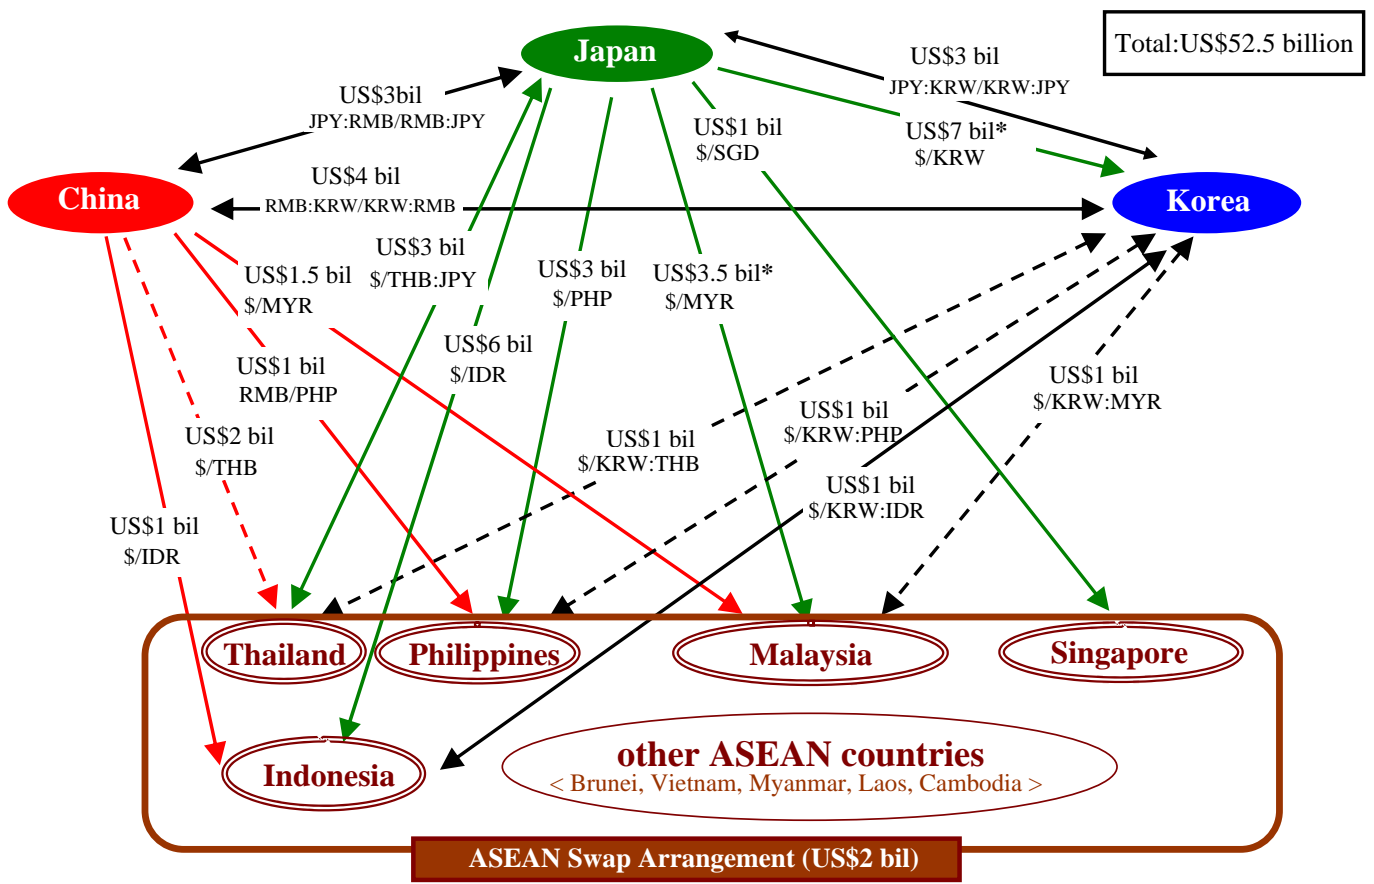 Japan
Total:US$52.5 billion
US$3 bil
JPY:KRW/KRW:JPY
US$3bil
JPY:RMB/RMB:JPY
US$1 bil
$/SGD
US$7 bil*
$/KRW
China
US$4 bil
RMB:KRW/KRW:RMB
Korea
US$1.5 bil
$/MYR
US$3 bil
$/THB:JPY
US$3 bil
$/PHP
US$3.5 bil*
$/MYR
US$1 bil
RMB/PHP
US$6 bil
$/IDR
US$1 bil
$/KRW:MYR
US$2 bil
$/THB
US$1 bil
$/KRW:THB
US$1 bil
$/KRW:PHP
US$1 bil
$/KRW:IDR
US$1 bil
$/IDR
Thailand
Philippines
Malaysia
Singapore
Indonesia
other ASEAN countries
< Brunei, Vietnam, Myanmar, Laos, Cambodia >
ASEAN Swap Arrangement (US$2 bil)